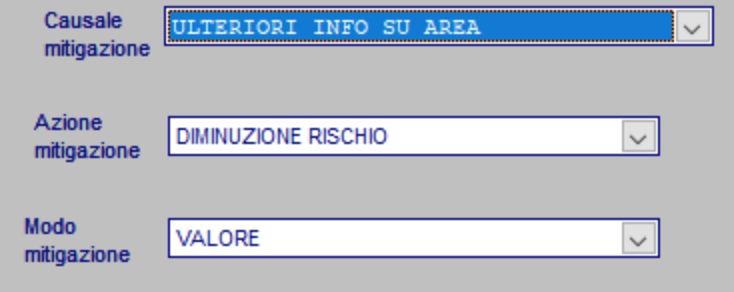 Causale
mitigazione
ULTERIORI INFO SU AREA
Azione
mitigazione
DIMINUZIONE RISCHIO
Modo
mitigazione
VALORE